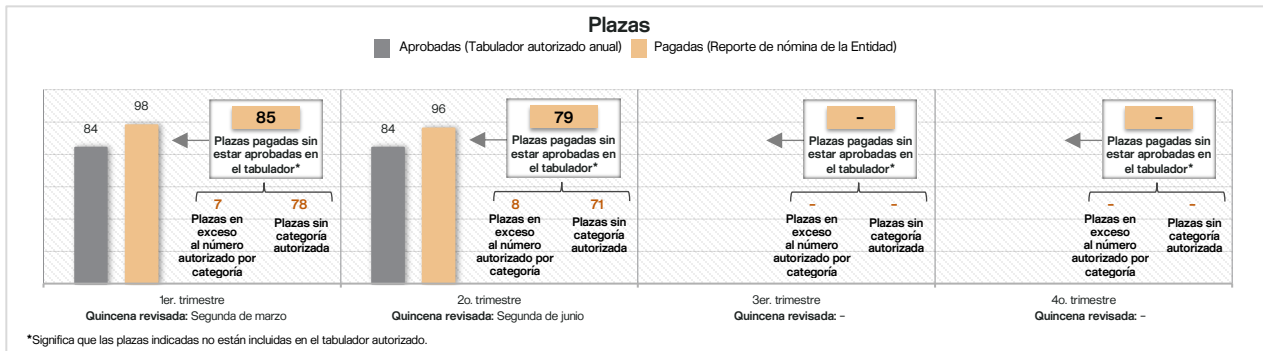 Plazas
Aprobadas (Tabulador autorizado anual)
Pagadas (Reporte de nómina de la Entidad)
84
98
85
Plazas pagadas sin
estar aprobadas en
el tabulador*
7
78
Plazas en
exceso
al número
autorizado por
categoría
Plazas sin
categoría
autorizada
1er. trimestre
Quincena revisada: Segunda de marzo
84
96
79
Plazas pagadas sin
estar aprobadas en
el tabulador*
8
71
Plazas en
exceso
al número
autorizado por
categoría
Plazas sin
categoría
autorizada
2o. trimestre
Quincena revisada: Segunda de junio
-
Plazas pagadas sin
estar aprobadas en
el tabulador*
-
-
Plazas en
exceso
al número
autorizado por
categoría
Plazas sin
categoría
autorizada
3er. trimestre
Quincena revisada: -
-
Plazas pagadas sin
estar aprobadas en
el tabulador*
-
-
Plazas en
exceso
al número
autorizado por
categoría
Plazas sin
categoría
autorizada
4o. trimestre
Quincena revisada: -
*Significa que las plazas indicadas no están incluidas en el tabulador autorizado.